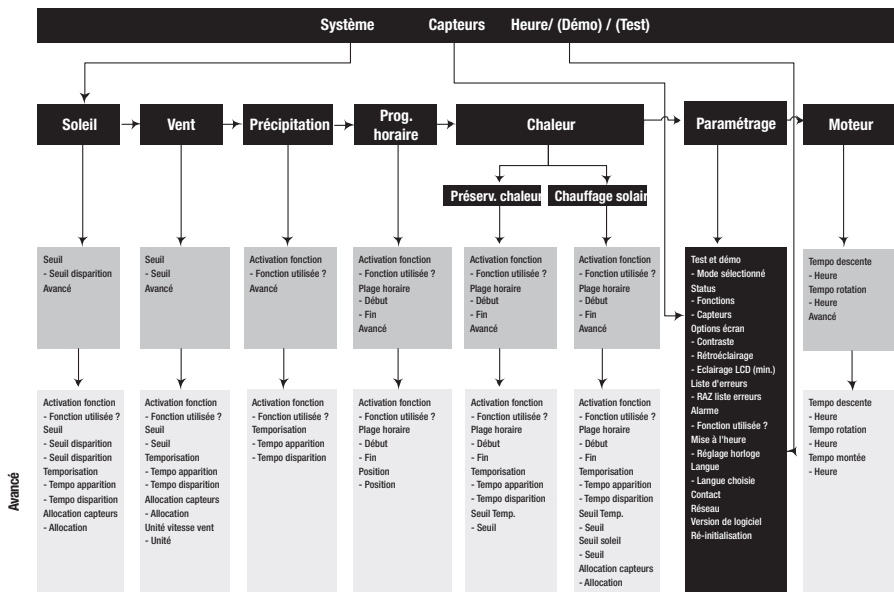 Système Capteurs Heure/ (Démo) / (Test)
Soleil
Vent
Précipitation
Prog.
horaire
Chaleur
Paramétrage
Moteur
Préserv. chaleur
Chauffage solair
Seuil
- Seuil disparition
Avancé
Seuil
- Seuil
Avancé
Activation fonction
- Fonction utilisée ?
Avancé
Activation fonction
- Fonction utilisée ?
Plage horaire
- Début
- Fin
Avancé
Activation fonction
- Fonction utilisée ?
Plage horaire
- Début
- Fin
Avancé
Activation fonction
- Fonction utilisée ?
Plage horaire
- Début
- Fin
Avancé
Test et démo
- Mode sélectionné
Status
- Fonctions
- Capteurs
Options écran
- Contraste
- Rétroéclairage
- Eclairage LCD (min.)
Liste d'erreurs
- RAZ liste erreurs
Alarme
- Fonction utilisée ?
Mise à l'heure
- Réglage horloge
Langue
- Langue choisie
Contact
Réseau
Version de logiciel
Ré-initialisation
Tempo descente
- Heure
Tempo rotation
- Heure
Avancé
Avancé
Activation fonction
- Fonction utilisée ?
Seuil
- Seuil disparition
- Seuil disparition
Temporisation
- Tempo apparition
- Tempo disparition
Allocation capteurs
- Allocation
Activation fonction
- Fonction utilisée ?
Seuil
- Seuil
Temporisation
- Tempo apparition
- Tempo disparition
Allocation capteurs
- Allocation
Unité vitesse vent
- Unité
Activation fonction
- Fonction utilisée ?
Temporisation
- Tempo apparition
- Tempo disparition
Activation fonction
- Fonction utilisée ?
Plage horaire
- Début
- Fin
Position
- Position
Activation fonction
- Fonction utilisée ?
Plage horaire
- Début
- Fin
Temporisation
- Tempo apparition
- Tempo disparition
Seuil Temp.
- Seuil
Activation fonction
- Fonction utilisée ?
Plage horaire
- Début
- Fin
Temporisation
- Tempo apparition
- Tempo disparition
Seuil Temp.
- Seuil
Seuil soleil
- Seuil
Allocation capteurs
- Allocation
Tempo descente
- Heure
Tempo rotation
- Heure
Tempo montée
- Heure